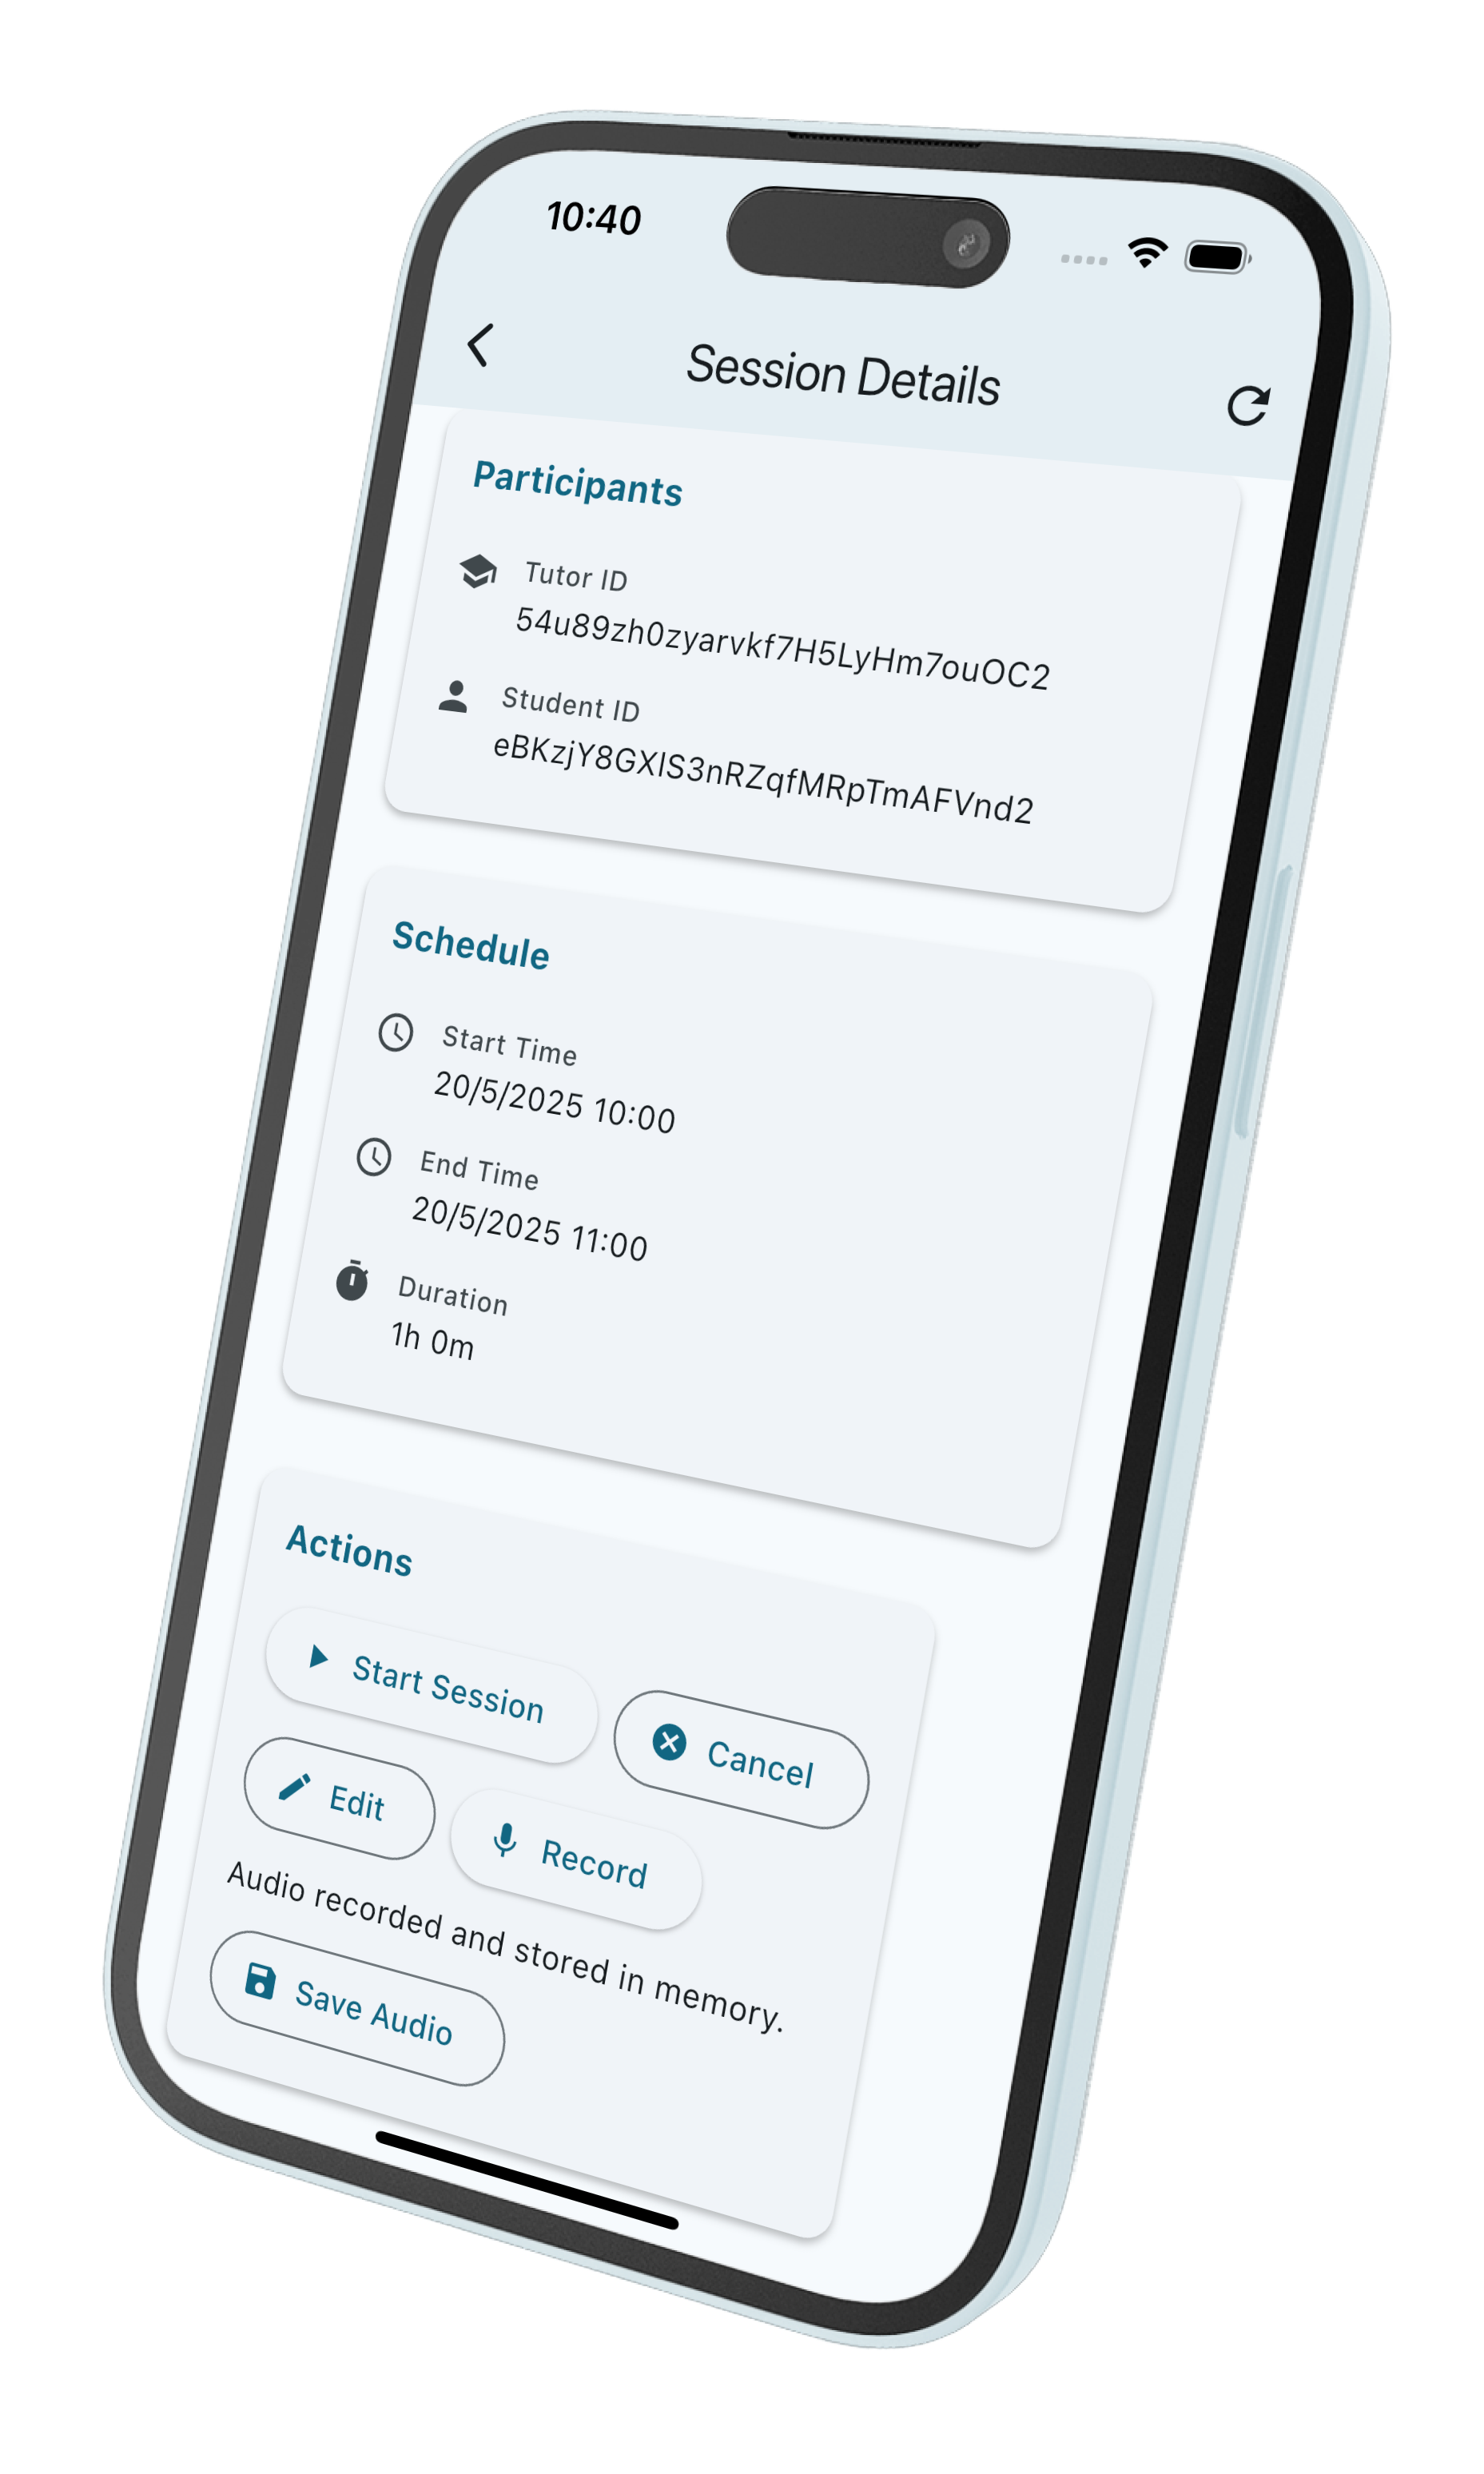 10:40
Session Details
Participants
Tutor ID
54u89zh0zyarvkf7H5LyHm7ouOC2
Student ID
eBKzjY8GXlS3nRZqfMRpTmAFVnd2
Schedule
Start Time
20/5/2025 10:00
End Time
20/5/2025 11:00
Duration
1h 0m
Actions
Start Session
Cancel
Edit
Record
Audio recorded and stored in memory.
Save Audio